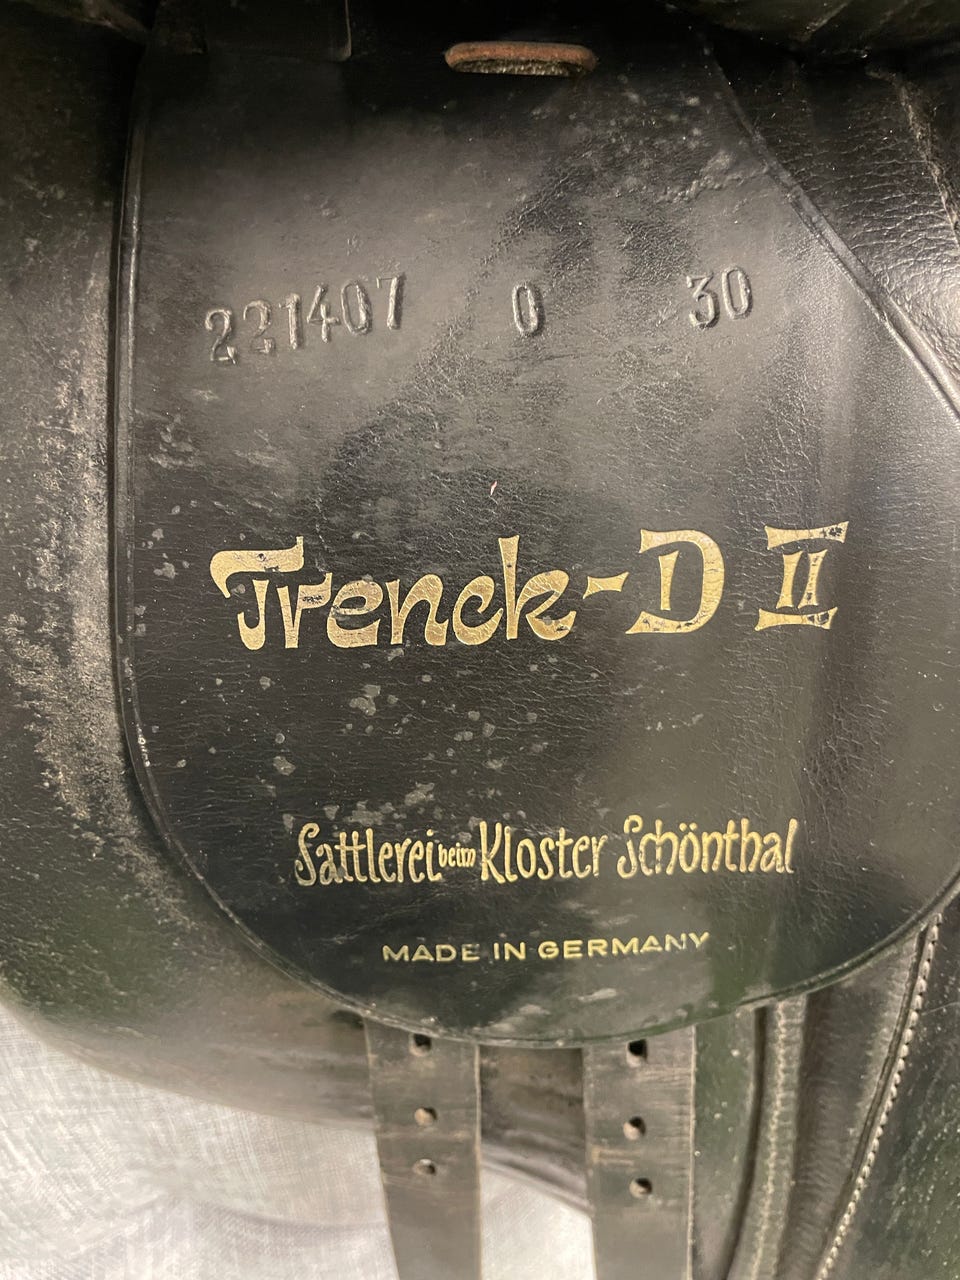 221407 0 30
Trenck-D II
Sattlerei beim Kloster Schönthal
MADE IN GERMANY